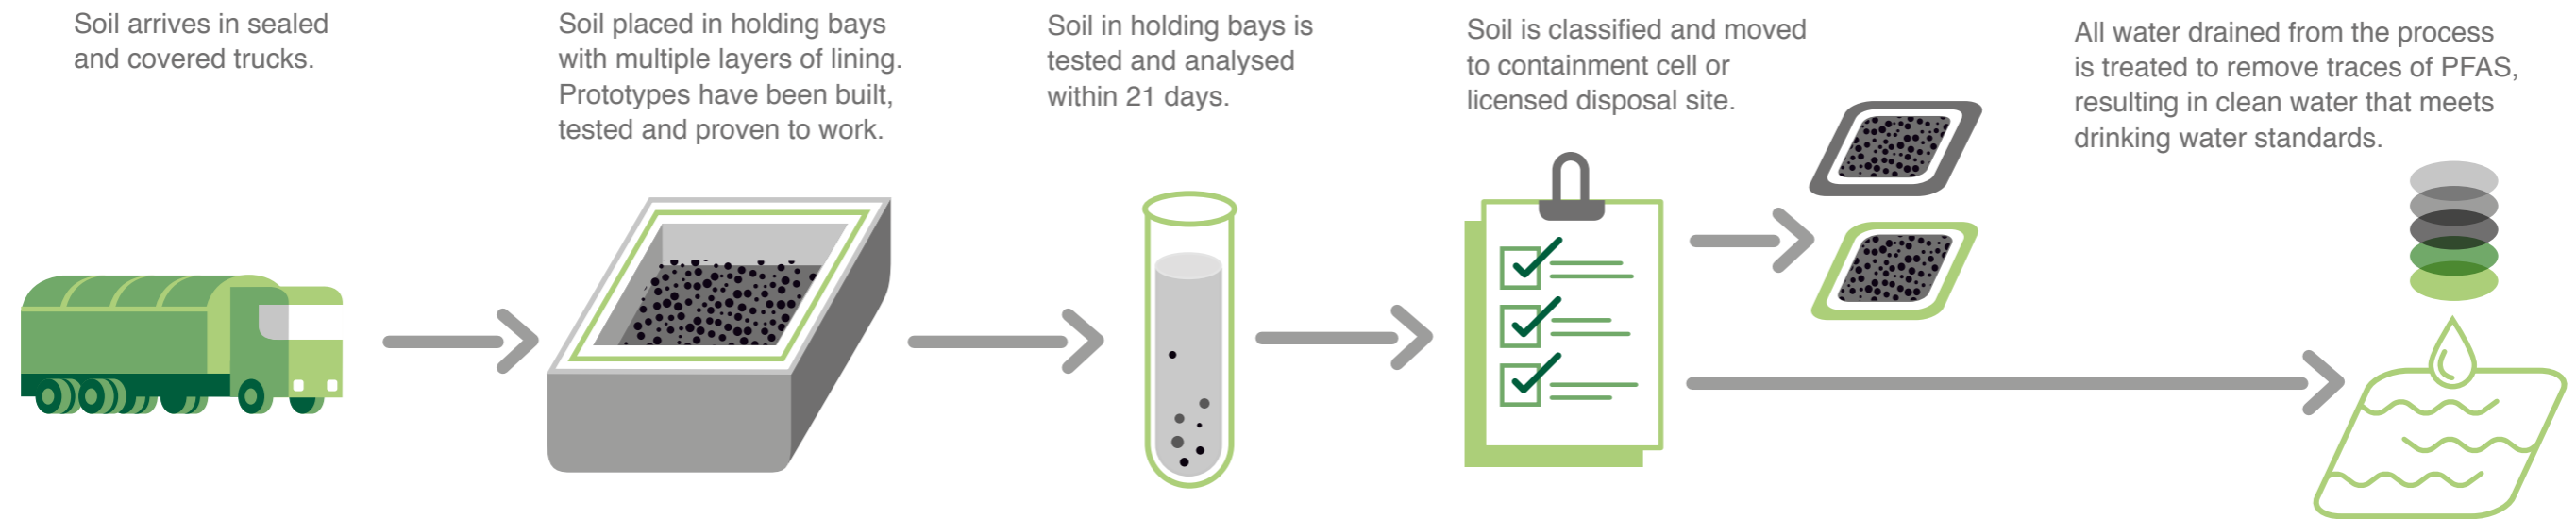 Soil arrives in sealed
and covered trucks.
Soil placed in holding bays
with multiple layers of lining.
Prototypes have been built,
tested and proven to work.
Soil in holding bays is
tested and analysed
within 21 days.
Soil is classified and moved
to containment cell or
licensed disposal site.
All water drained from the process
is treated to remove traces of PFAS,
resulting in clean water that meets
drinking water standards.